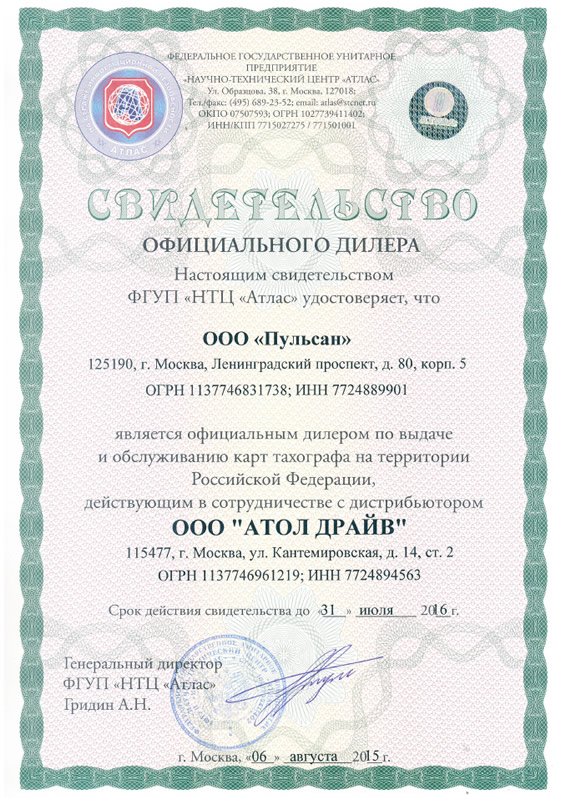 ФЕДЕРАЛЬНОЕ ГОСУДАРСТВЕННОЕ УНИТАРНОЕ
ПРЕДПРИЯТИЕ
«НАУЧНО-ТЕХНИЧЕСКИЙ ЦЕНТР «АТЛАС»
Ул. Образцова, 38, г. Москва, 127018;
Тел./факс: (495) 689-23-52; email: atlas@stcnet.ru
ОКПО 07507593; ОГРН 1027739411402;
ИНН/КПП 7715027275 / 771501001
АТЛАС
СВИДЕТЕЛЬСТВО
ОФИЦИАЛЬНОГО ДИЛЕРА
Настоящим свидетельством
ФГУП «НТЦ «Атлас» удостоверяет, что
ООО «Пульсан»
125190, г. Москва, Ленинградский проспект, д. 80, корп. 5
ОГРН 1137746831738; ИНН 7724889901
является официальным дилером по выдаче
и обслуживанию карт тахографа на территории
Российской Федерации,
действующим в сотрудничестве с дистрибьютором
ООО "АТОЛ ДРАЙВ"
115477, г. Москва, ул. Кантемировская, д. 14, ст. 2
ОГРН 1137746961219; ИНН 7724894563
Срок действия свидетельства до «31» июля 2016 г.
Генеральный директор
ФГУП «НТЦ «Атлас»
Гридин А.Н.
г. Москва, «06» августа 2015 г.